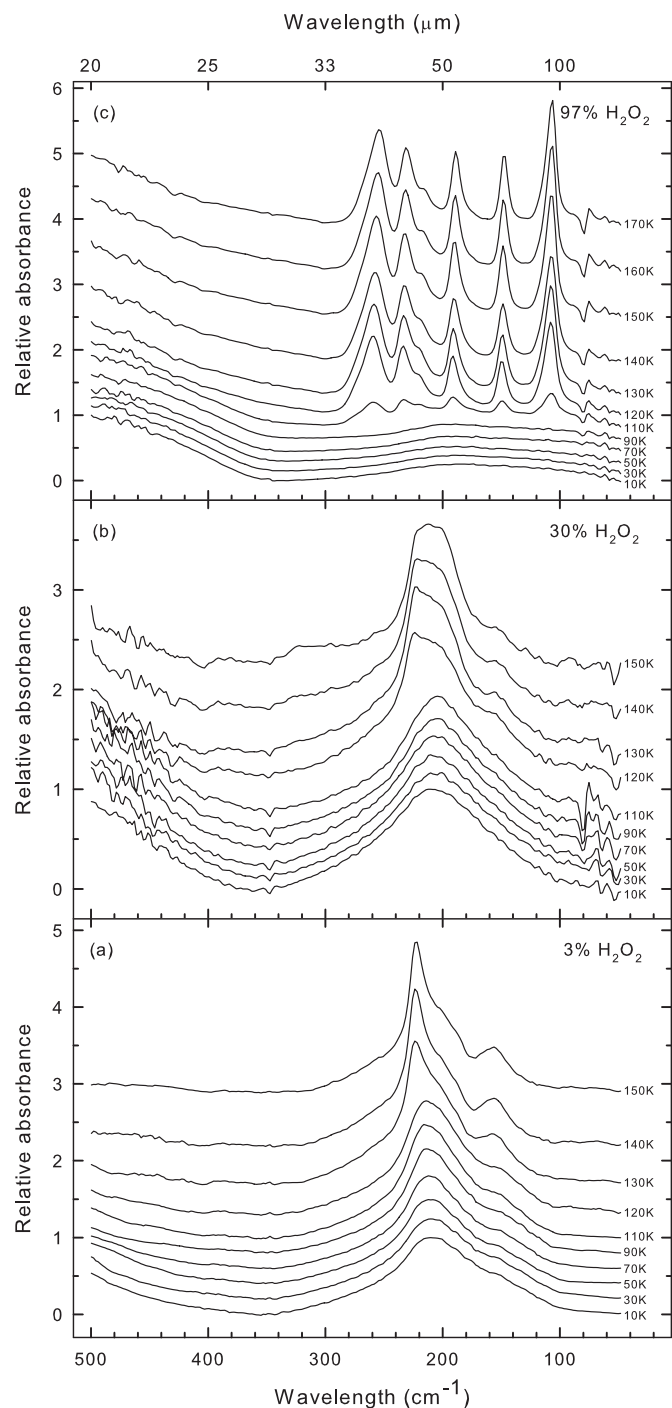 Wavelength (μm)
20 25 33 50 100
Relative absorbance
6
5
4
3
2
1
0
(c)
97% H₂O₂
170K
160K
150K
140K
130K
120K
110K
90K
70K
50K
30K
10K
Relative absorbance
3
2
1
0
(b)
30% H₂O₂
150K
140K
130K
120K
110K
90K
70K
50K
30K
10K
Relative absorbance
5
4
3
2
1
0
(a)
3% H₂O₂
150K
140K
130K
120K
110K
90K
70K
50K
30K
10K
500 400 300 200 100
Wavelength (cm⁻¹)